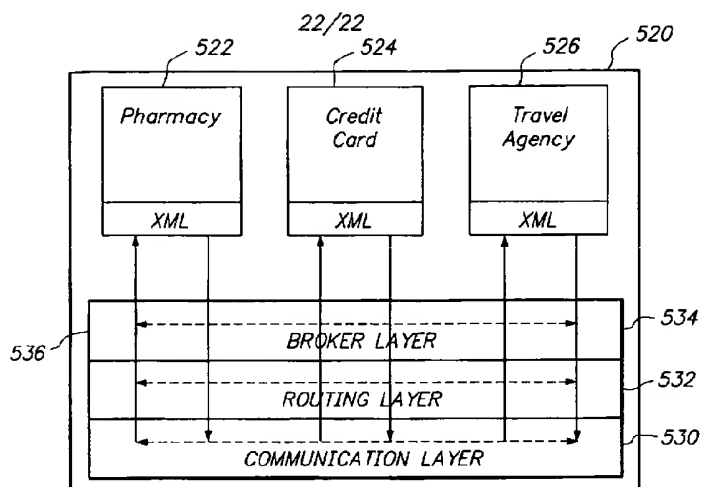 22/22
522
524
526
520
Pharmacy
Credit
Card
Travel
Agency
XML
XML
XML
536
BROKER LAYER
534
ROUTING LAYER
532
COMMUNICATION LAYER
530